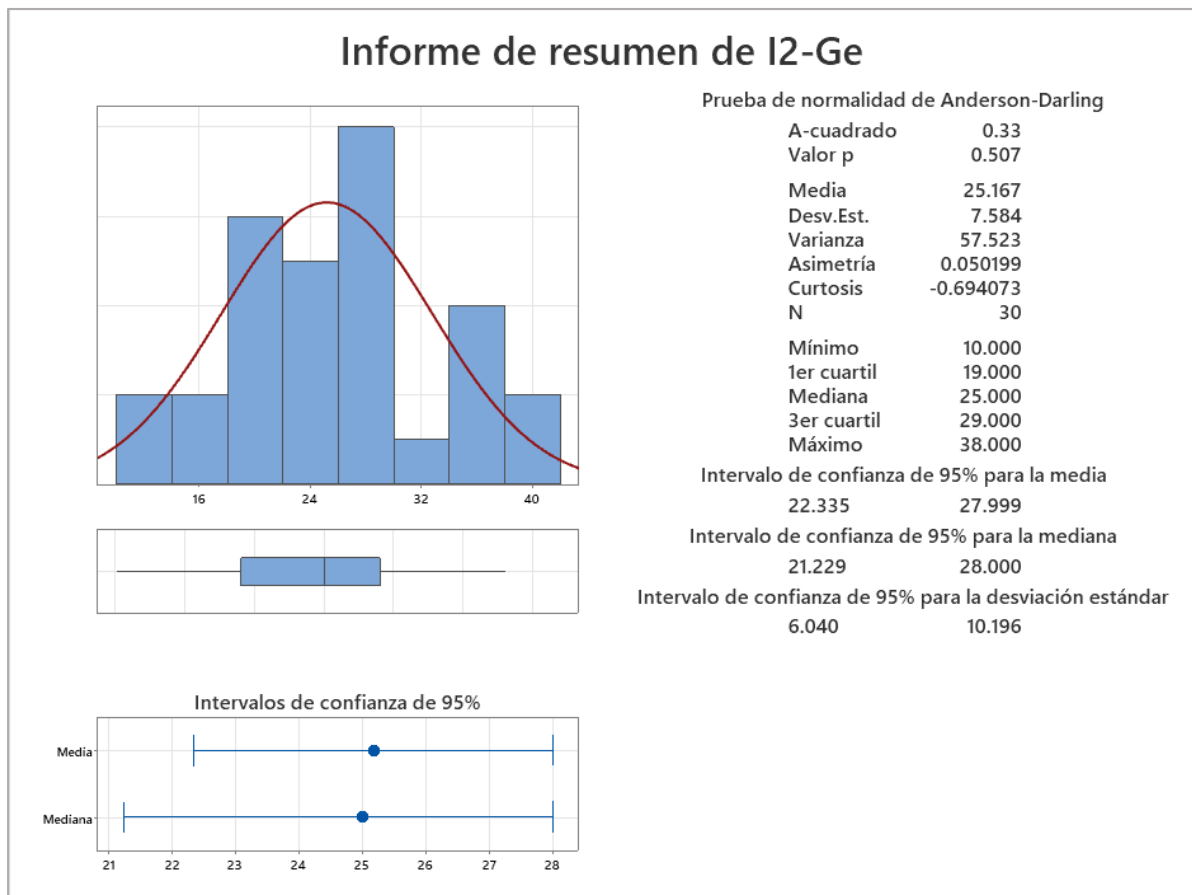 Informe de resumen de I2-Ge
16 24 32 40
Intervalos de confianza de 95%
Media
Mediana
21 22 23 24 25 26 27 28
Prueba de normalidad de Anderson-Darling
A-cuadrado 0.33
Valor p 0.507
Media 25.167
Desv.Est. 7.584
Varianza 57.523
Asimetría 0.050199
Curtosis -0.694073
N 30
Mínimo 10.000
1er cuartil 19.000
Mediana 25.000
3er cuartil 29.000
Máximo 38.000
Intervalo de confianza de 95% para la media
22.335 27.999
Intervalo de confianza de 95% para la mediana
21.229 28.000
Intervalo de confianza de 95% para la desviación estándar
6.040 10.196